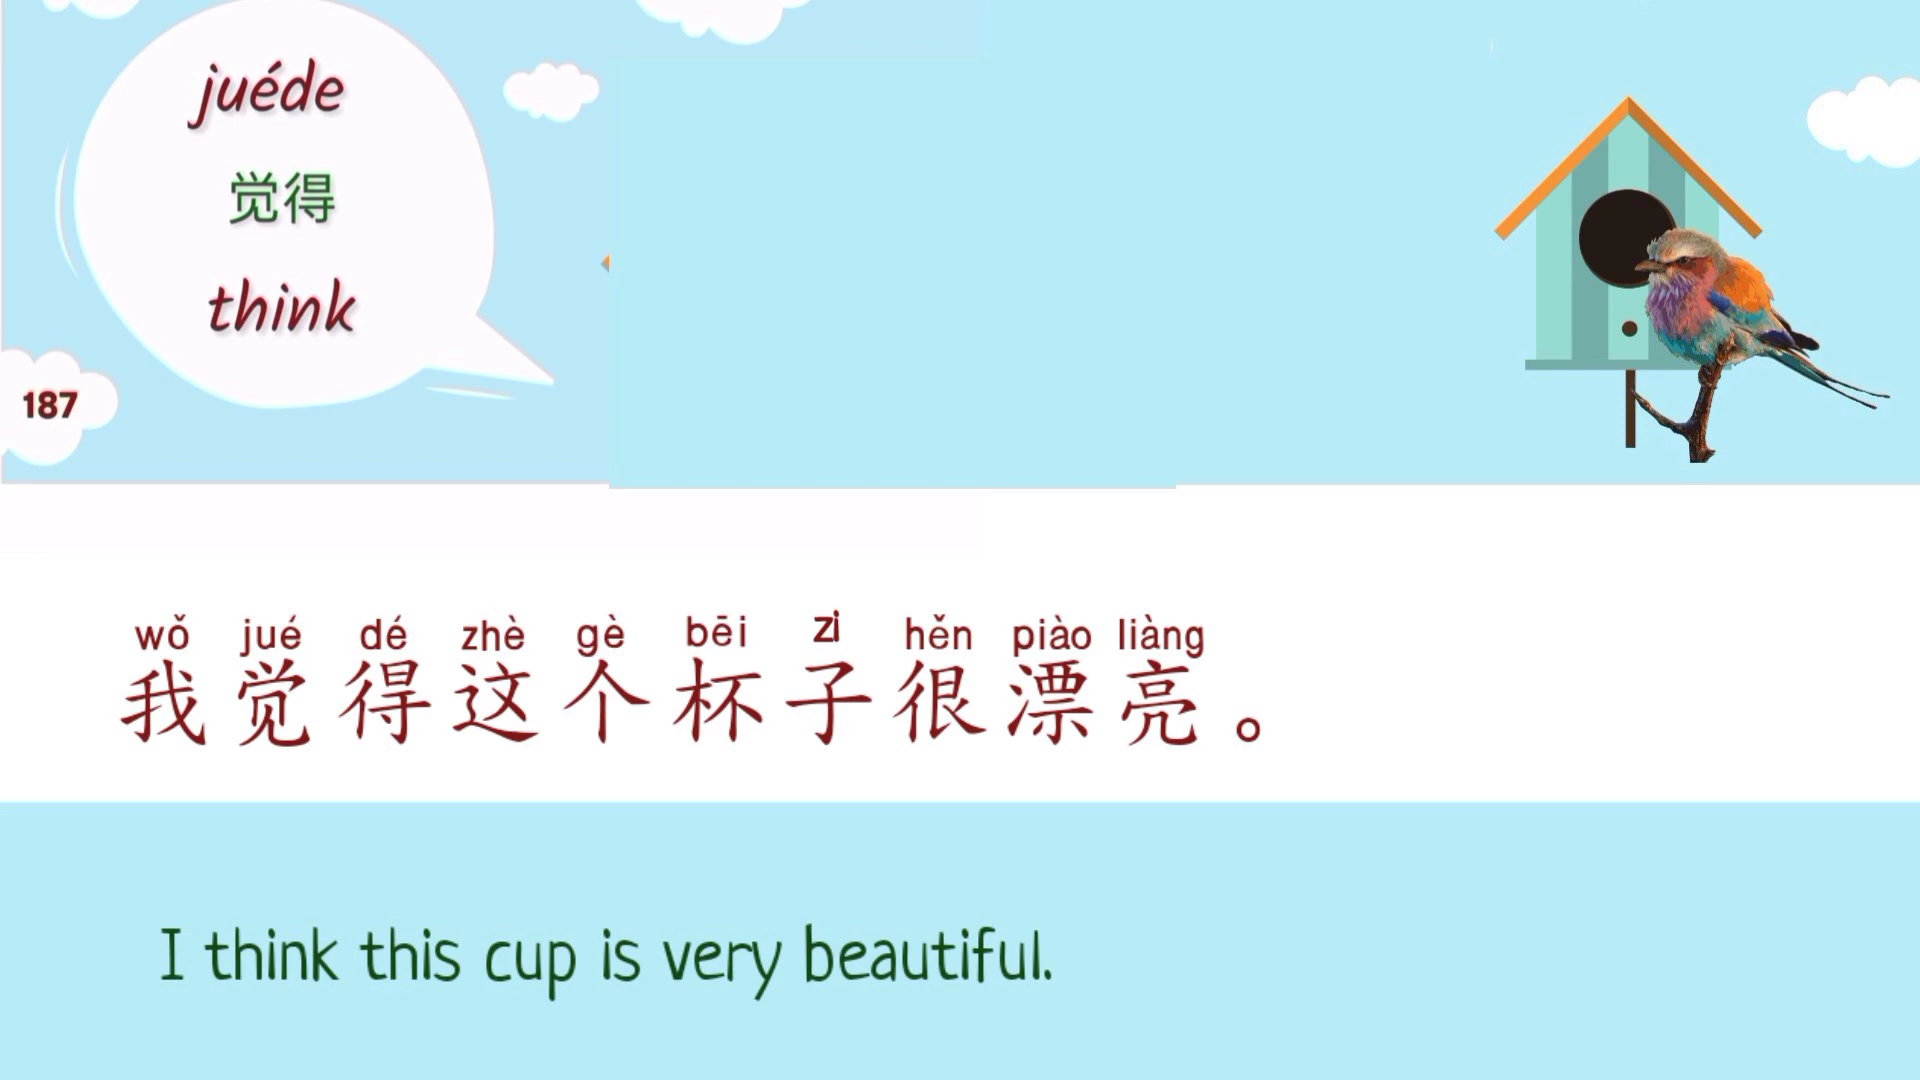 juéde
觉得
think
187
wǒ jué dé zhè gè bēi zi hěn piào liàng
我觉得这个杯子很漂亮。
I think this cup is very beautiful.